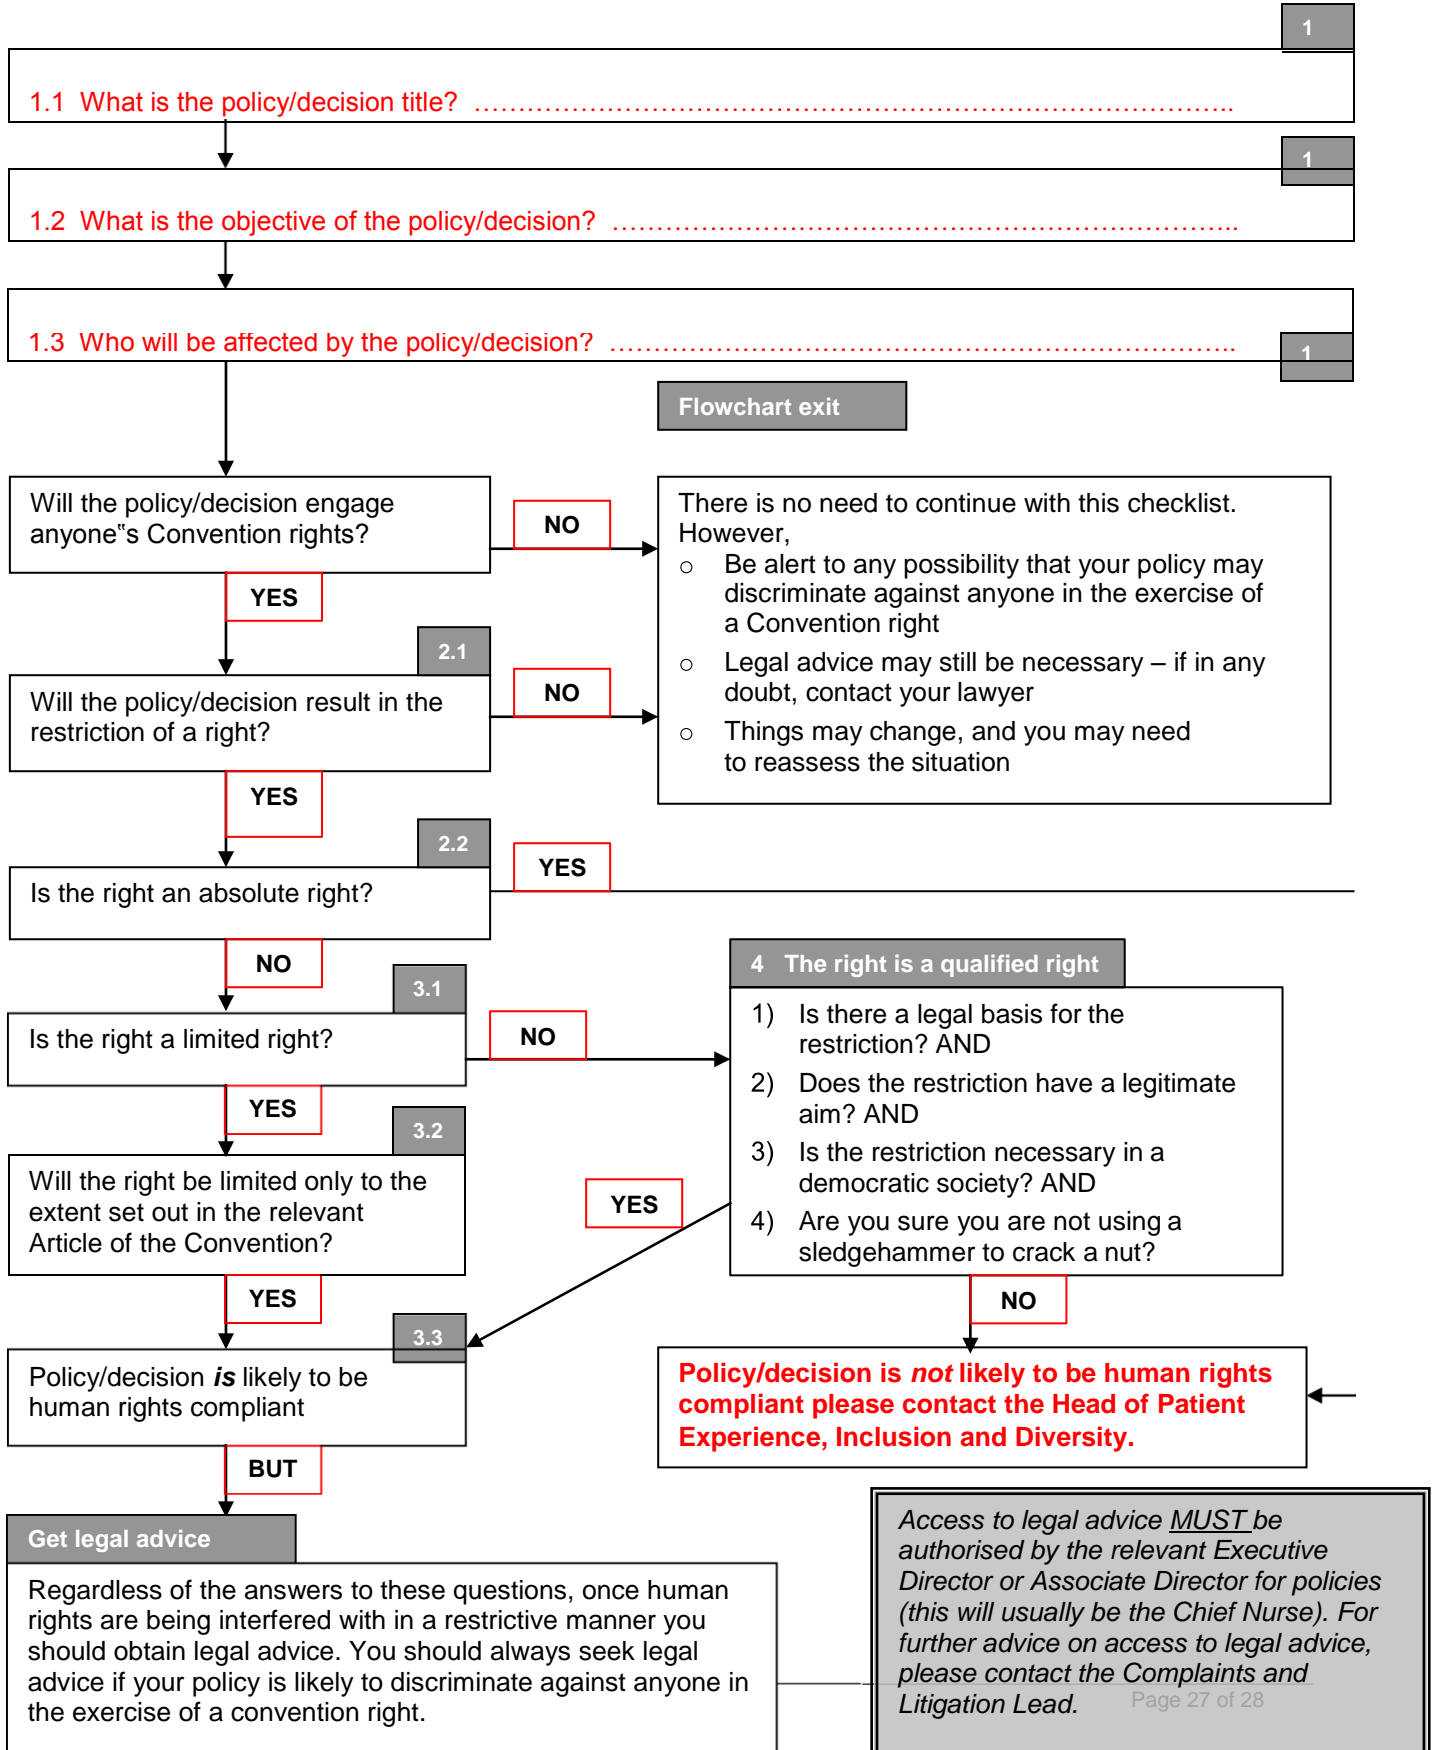 1
1.1 What is the policy/decision title? …………………………………………………………………………..
1
1.2 What is the objective of the policy/decision? ……………………………………………………………..
1.3 Who will be affected by the policy/decision? ……………………………………………………………..
1
Flowchart exit
Will the policy/decision engage
anyone‟s Convention rights?
NO
YES
There is no need to continue with this checklist.
However,
o Be alert to any possibility that your policy may
discriminate against anyone in the exercise of
a Convention right
o Legal advice may still be necessary – if in any
doubt, contact your lawyer
o Things may change, and you may need
to reassess the situation
2.1
Will the policy/decision result in the
restriction of a right?
NO
YES
2.2
Is the right an absolute right?
YES
NO
3.1
Is the right a limited right?
NO
YES
4 The right is a qualified right
1) Is there a legal basis for the
restriction? AND
2) Does the restriction have a legitimate
aim? AND
3) Is the restriction necessary in a
democratic society? AND
4) Are you sure you are not using a
sledgehammer to crack a nut?
3.2
Will the right be limited only to the
extent set out in the relevant
Article of the Convention?
YES
YES
NO
3.3
Policy/decision is likely to be
human rights compliant
Policy/decision is not likely to be human rights
compliant please contact the Head of Patient
Experience, Inclusion and Diversity.
BUT
Get legal advice
Regardless of the answers to these questions, once human
rights are being interfered with in a restrictive manner you
should obtain legal advice. You should always seek legal
advice if your policy is likely to discriminate against anyone in
the exercise of a convention right.
Access to legal advice MUST be
authorised by the relevant Executive
Director or Associate Director for policies
(this will usually be the Chief Nurse). For
further advice on access to legal advice,
please contact the Complaints and
Litigation Lead.
Page 27 of 28